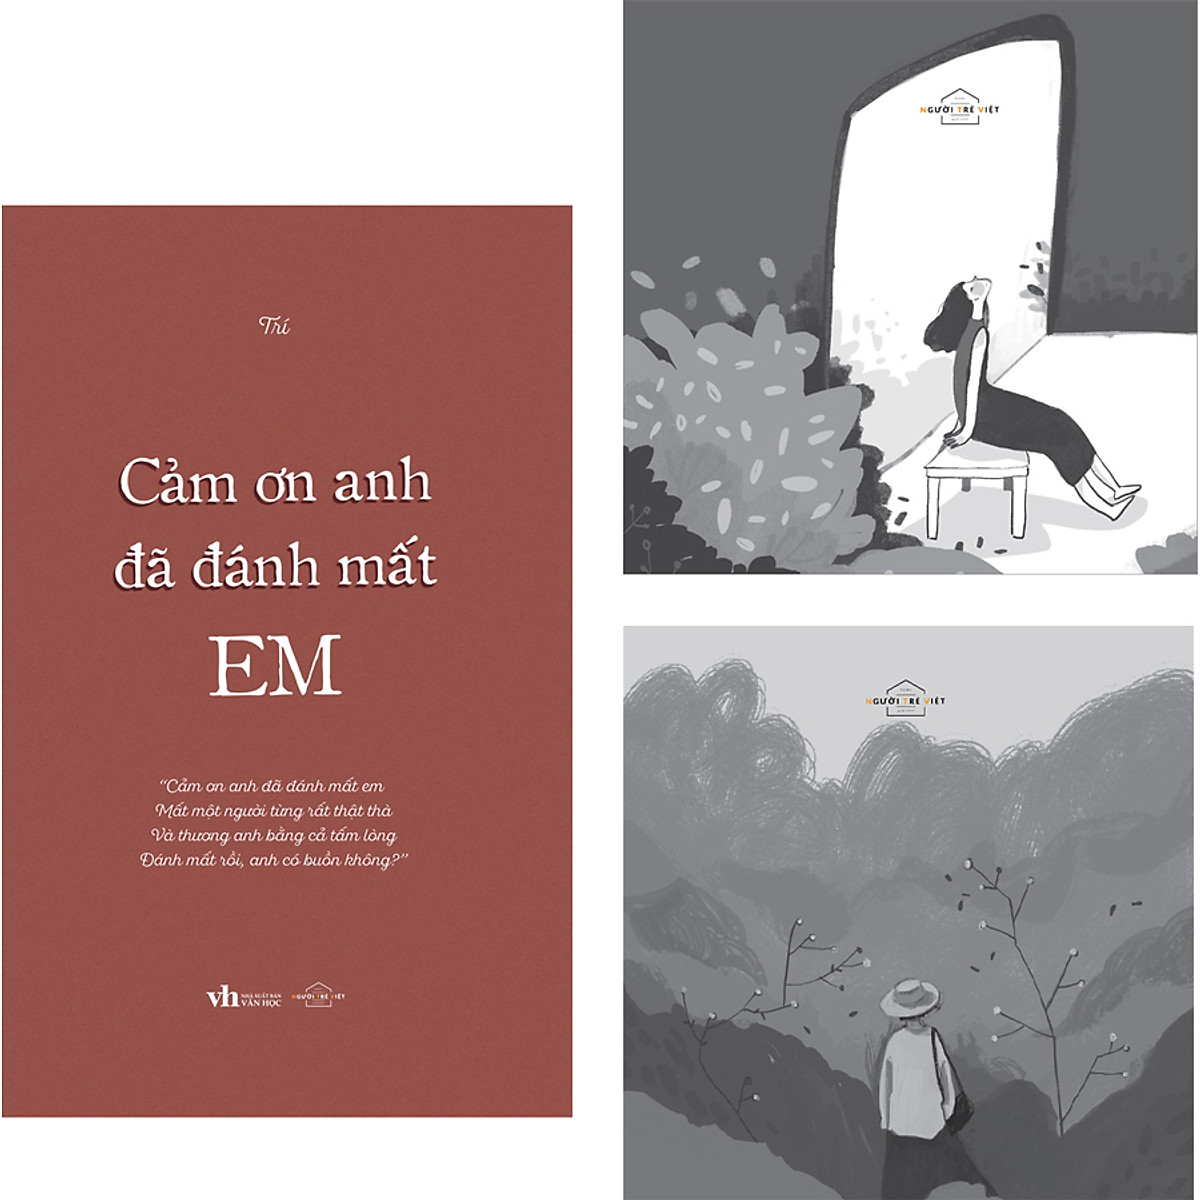 Trí
Cảm ơn anh
đã đánh mất
EM
“Cảm ơn anh đã đánh mất em
Mất một người từng rất thật thà
Và thương anh bằng cả tấm lòng
Đánh mất rồi, anh có buồn không?”
vh NHÀ XUẤT BẢN
VĂN HỌC
NGƯỜI TRẺ VIỆT
NGƯỜI TRẺ VIỆT
NGƯỜI TRẺ VIỆT